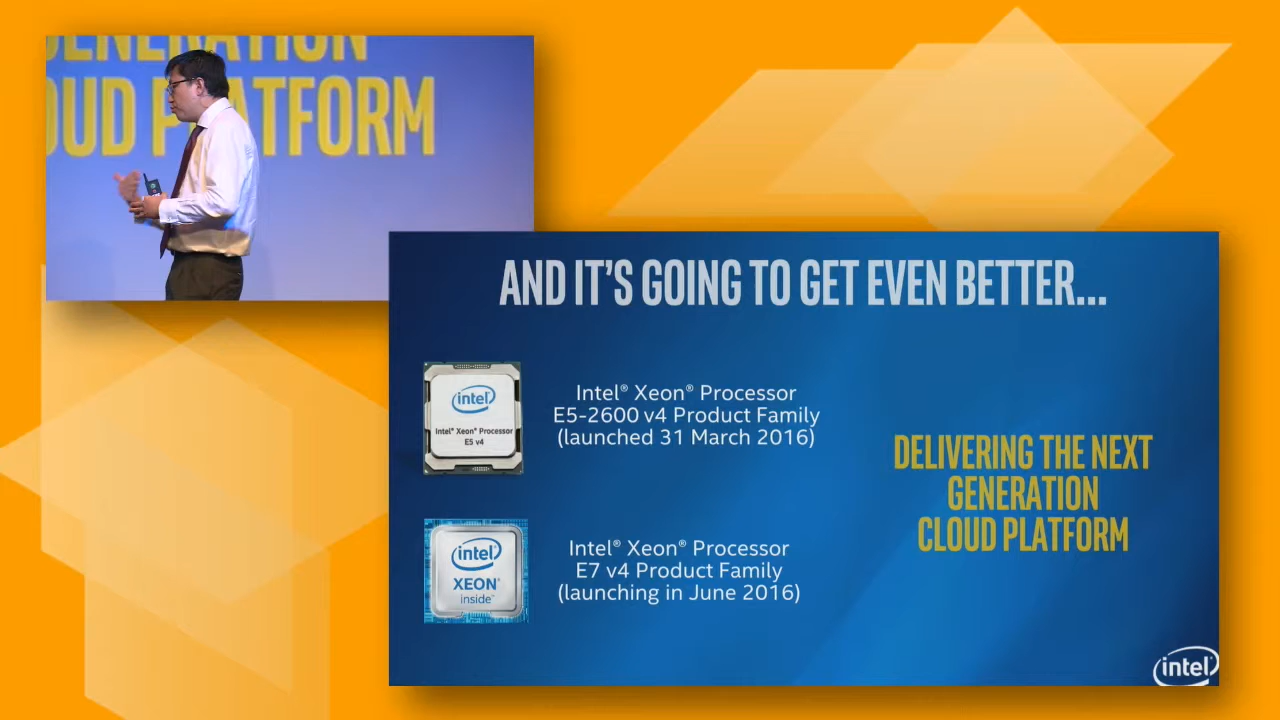 GENERATION
CLOUD PLATFORM
AND IT'S GOING TO GET EVEN BETTER...
intel
Intel® Xeon® Processor
E5 v4
Intel® Xeon® Processor
E5-2600 v4 Product Family
(launched 31 March 2016)
DELIVERING THE NEXT
GENERATION
CLOUD PLATFORM
intel
XEON®
inside™
Intel® Xeon® Processor
E7 v4 Product Family
(launching in June 2016)
intel